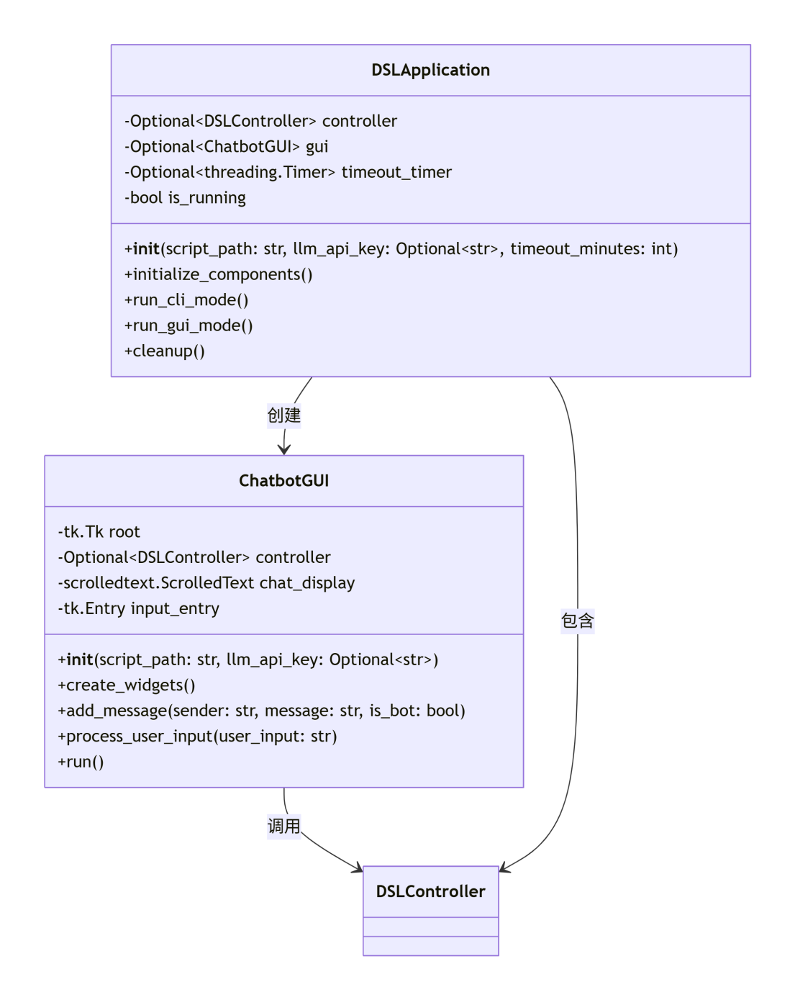 DSLApplication
-Optional<DSLController> controller
-Optional<ChatbotGUI> gui
-Optional<threading.Timer> timeout_timer
-bool is_running
+init(script_path: str, llm_api_key: Optional<str>, timeout_minutes: int)
+initialize_components()
+run_cli_mode()
+run_gui_mode()
+cleanup()
创建
ChatbotGUI
-tk.Tk root
-Optional<DSLController> controller
-scrolledtext.ScrolledText chat_display
-tk.Entry input_entry
+init(script_path: str, llm_api_key: Optional<str>)
+create_widgets()
+add_message(sender: str, message: str, is_bot: bool)
+process_user_input(user_input: str)
+run()
包含
调用
DSLController